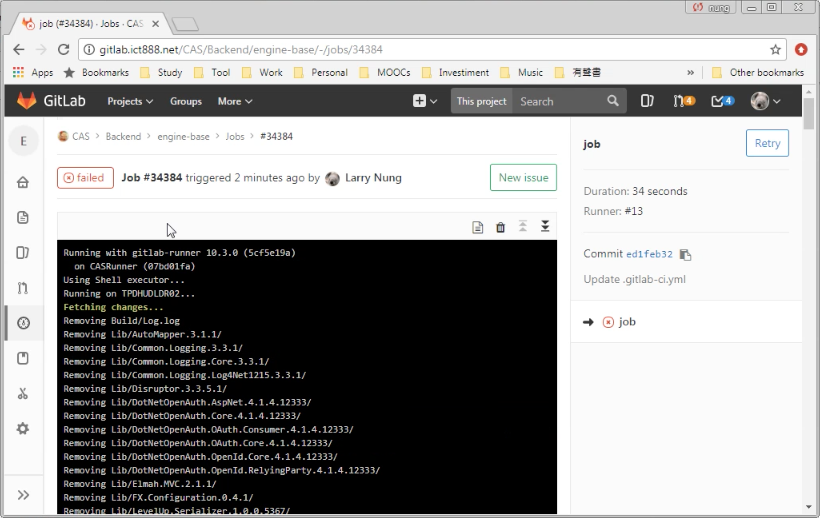 nung
job (#34384) · Jobs · CAS
gitlab.ict888.net/CAS/Backend/engine-base/-/jobs/34384
Apps Bookmarks Study Tool Work Personal MOOCs Investiment Music 有聲書 » Other bookmarks
GitLab Projects Groups More This project Search 4 4
E
CAS > Backend > engine-base > Jobs > #34384
failed Job #34384 triggered 2 minutes ago by Larry Nung New issue
job Retry
Duration: 34 seconds
Runner: #13
Commit ed1feb32
Update .gitlab-ci.yml
job
Running with gitlab-runner 10.3.0 (5cf5e19a)
on CASRunner (07bd01fa)
Using Shell executor...
Running on TPDHUDLDR02...
Fetching changes...
Removing Build/Log.log
Removing Lib/AutoMapper.3.1.1/
Removing Lib/Common.Logging.3.3.1/
Removing Lib/Common.Logging.Core.3.3.1/
Removing Lib/Common.Logging.Log4Net1215.3.3.1/
Removing Lib/Disruptor.3.3.5.1/
Removing Lib/DotNetOpenAuth.AspNet.4.1.4.12333/
Removing Lib/DotNetOpenAuth.Core.4.1.4.12333/
Removing Lib/DotNetOpenAuth.OAuth.Consumer.4.1.4.12333/
Removing Lib/DotNetOpenAuth.OAuth.Core.4.1.4.12333/
Removing Lib/DotNetOpenAuth.OpenId.Core.4.1.4.12333/
Removing Lib/DotNetOpenAuth.OpenId.RelyingParty.4.1.4.12333/
Removing Lib/Elmah.MVC.2.1.1/
Removing Lib/FX.Configuration.0.4.1/
Removing Lib/LevelUp.Serializer.1.0.0.5367/